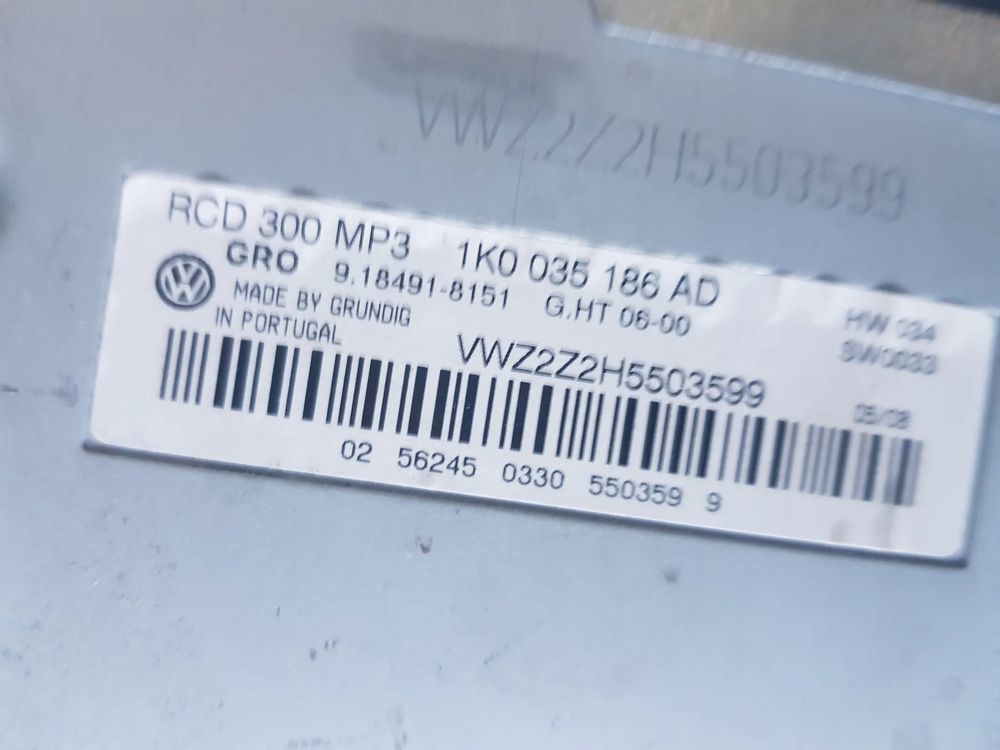 VWZ2Z2H5503599
RCD 300 MP3 1K0 035 186 AD
GRO 9.18491-8151 G.HT 06-00 HW 034
MADE BY GRUNDIG SW0033
IN PORTUGAL
VWZ2Z2H5503599
05/08
02 56245 0330 550359 9